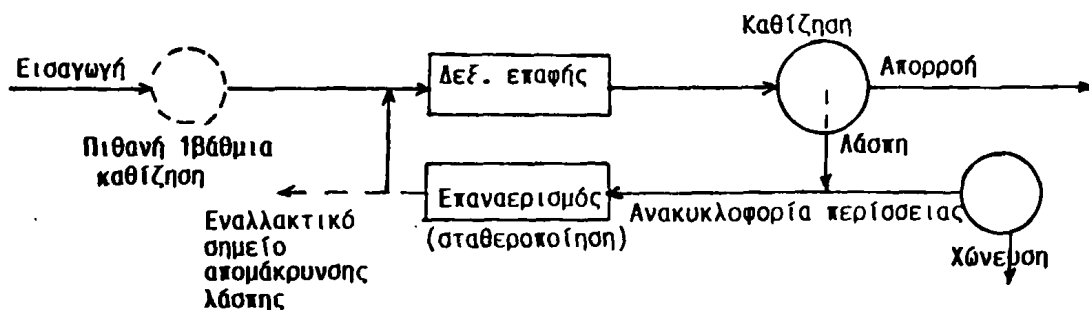 Καθίζηση
Εισαγωγή
Δεξ. επαφής
Απορροή
Πιθανή 1βάθμια
καθίζηση
Λάσπη
Επαναερισμός
Ανακυκλοφορία περίσσειας
(σταθεροποίηση)
Εναλλακτικό
σημείο
απομάκρυνσης
λάσπης
Χώνευση